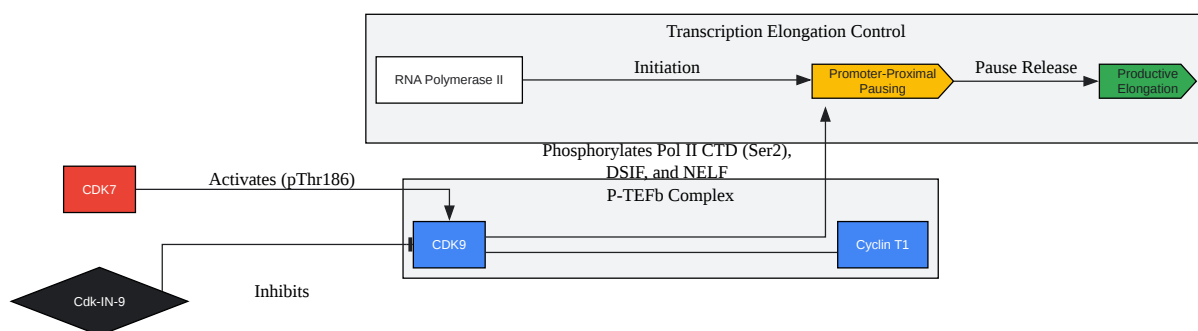 Transcription Elongation Control
RNA Polymerase II
Initiation
Promoter-Proximal
Pausing
Pause Release
Productive
Elongation
Phosphorylates Pol II CTD (Ser2),
DSIF, and NELF
P-TEFb Complex
CDK7
Activates (pThr186)
CDK9
Cyclin T1
Cdk-IN-9
Inhibits